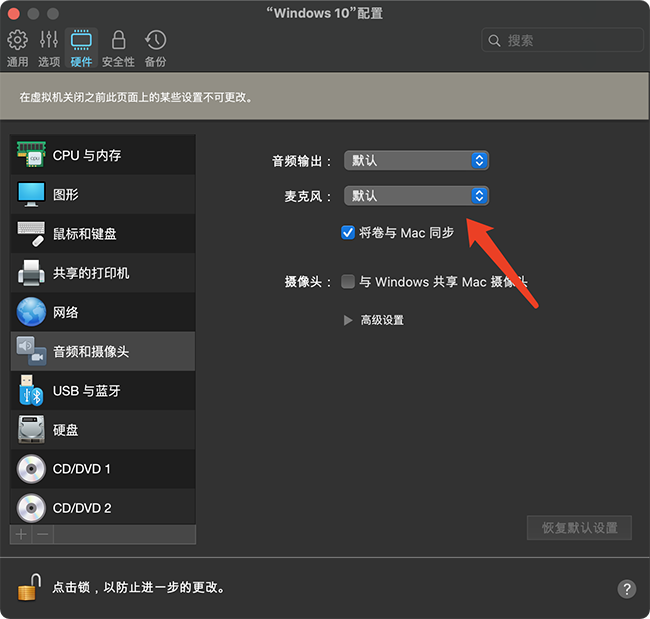 “Windows 10”配置
通用 选项 硬件 安全性 备份
搜索
在虚拟机关闭之前此页面上的某些设置不可更改。
CPU 与内存
图形
鼠标和键盘
共享的打印机
网络
音频和摄像头
USB 与蓝牙
硬盘
CD/DVD 1
CD/DVD 2
音频输出： 默认
麦克风： 默认
将卷与 Mac 同步
摄像头： 与 Windows 共享 Mac 摄像头
高级设置
恢复默认设置
点击锁，以防止进一步的更改。
?